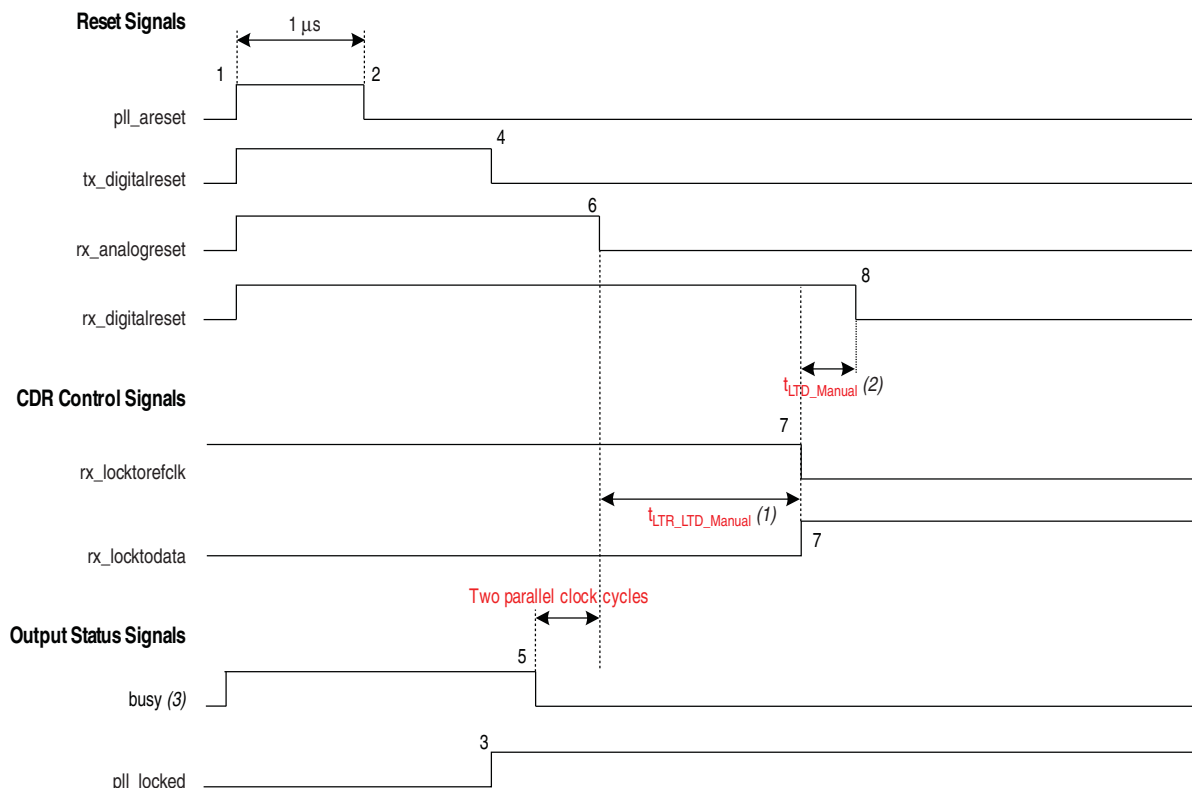 Reset Signals
1 μs
1
2
pll_areset
4
tx_digitalreset
6
rx_analogreset
8
rx_digitalreset
tLTD_Manual (2)
CDR Control Signals
7
rx_locktorefclk
tLTR_LTD_Manual (1)
7
rx_locktodata
Two parallel clock cycles
Output Status Signals
5
busy (3)
3
pll_locked